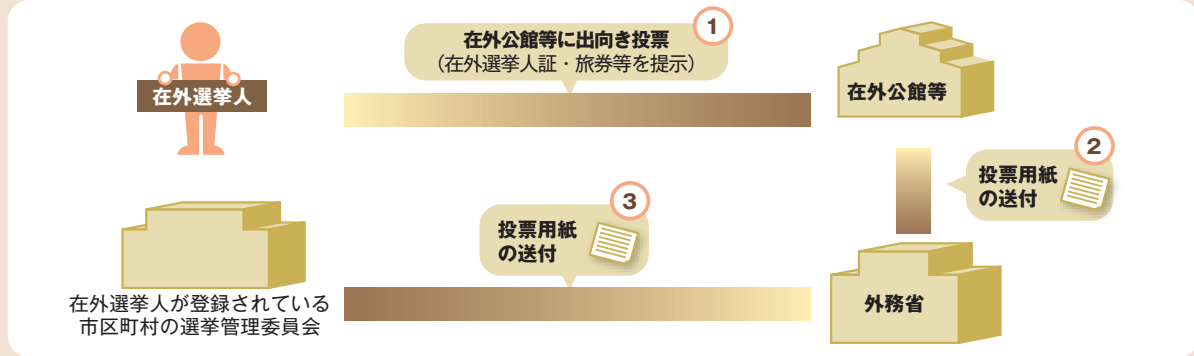 在外選挙人
1
在外公館等に出向き投票
（在外選挙人証・旅券等を提示）
在外公館等
2
投票用紙
の送付
外務省
3
投票用紙
の送付
在外選挙人が登録されている
市区町村の選挙管理委員会